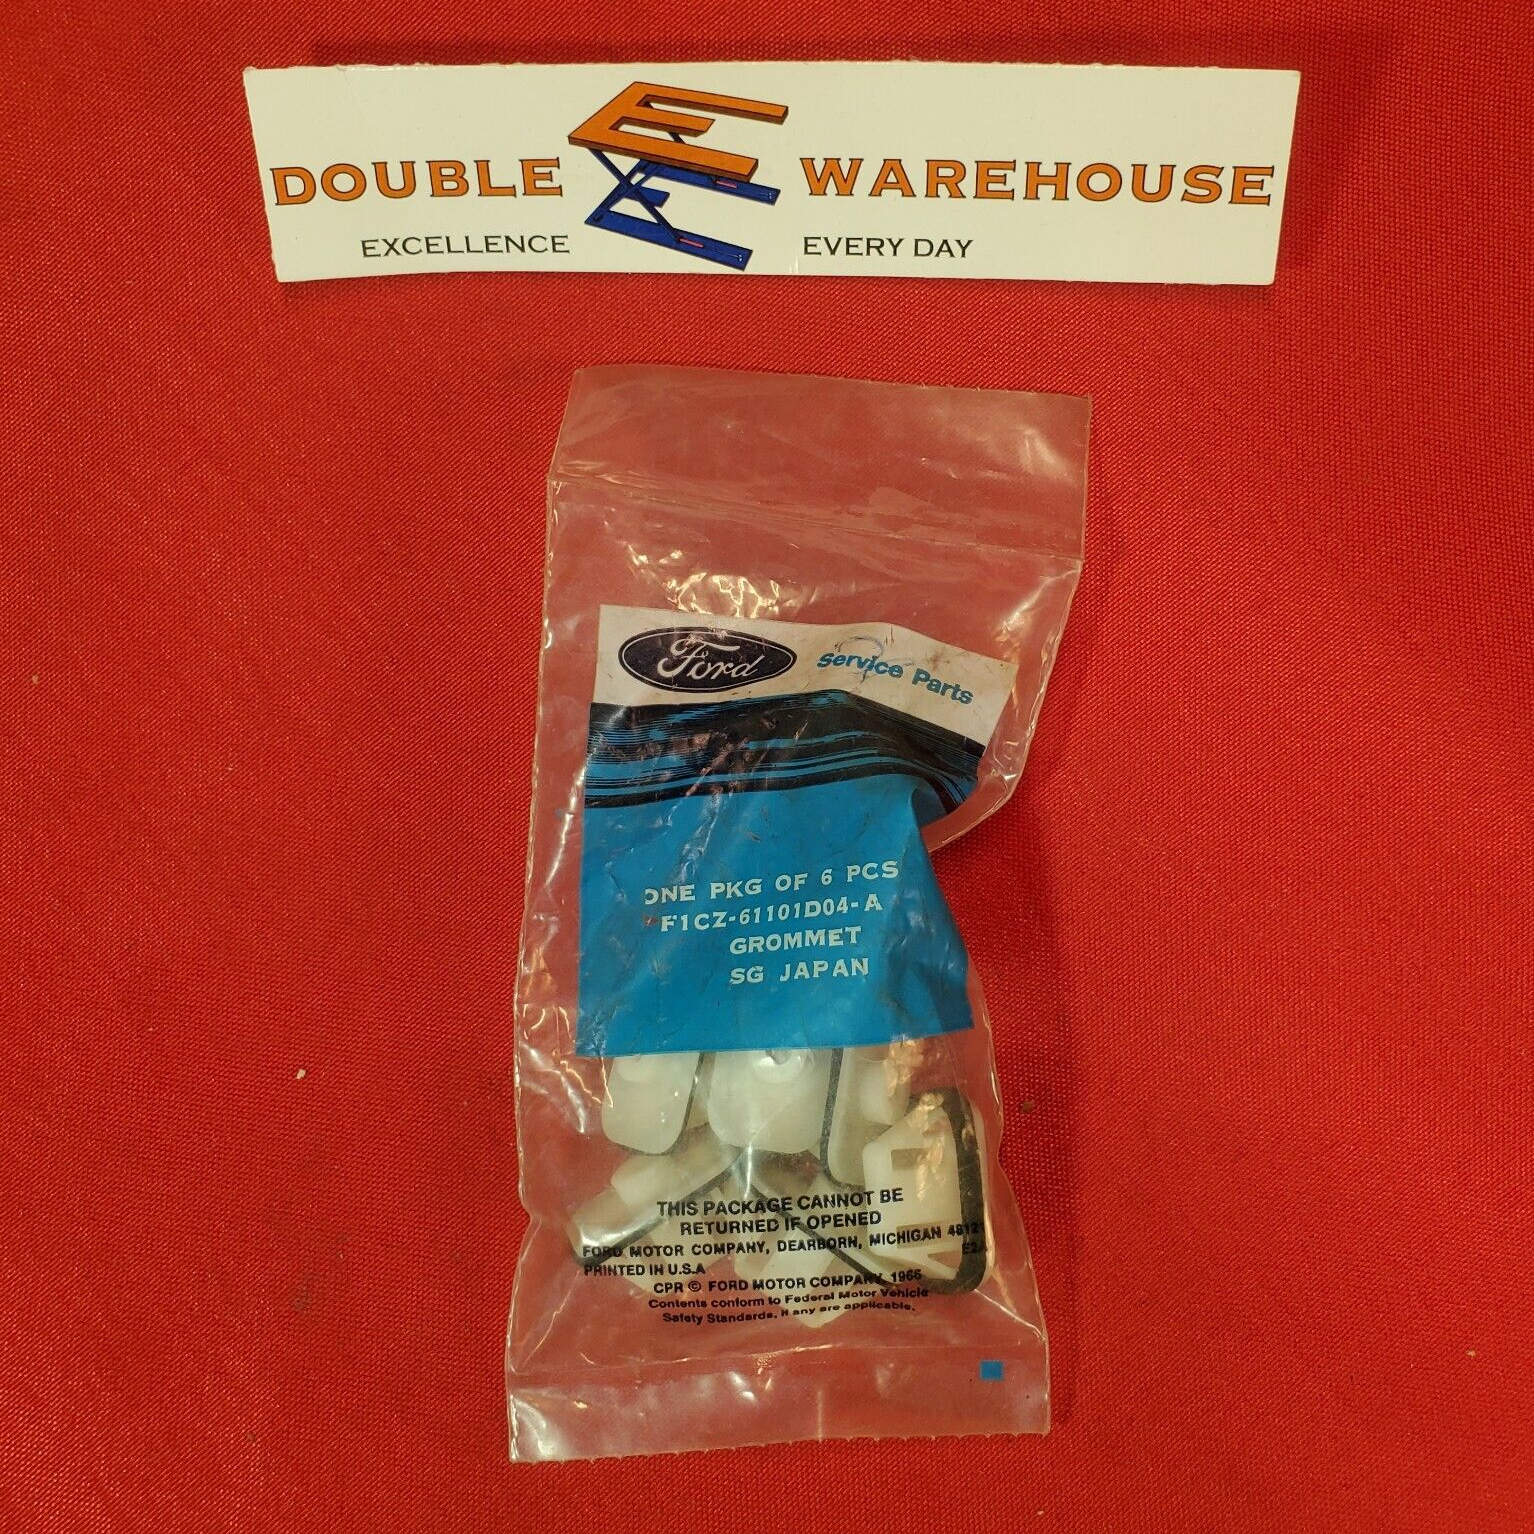 DOUBLE E WAREHOUSE
EXCELLENCE EVERY DAY
Ford Service Parts
ONE PKG OF 6 PCS
F1CZ-61101D04-A
GROMMET
SG JAPAN
THIS PACKAGE CANNOT BE
RETURNED IF OPENED
FORD MOTOR COMPANY, DEARBORN, MICHIGAN 48121
PRINTED IN U.S.A
CPR © FORD MOTOR COMPANY, 1966
Contents conform to Federal Motor Vehicle
Safety Standards, if any are applicable.